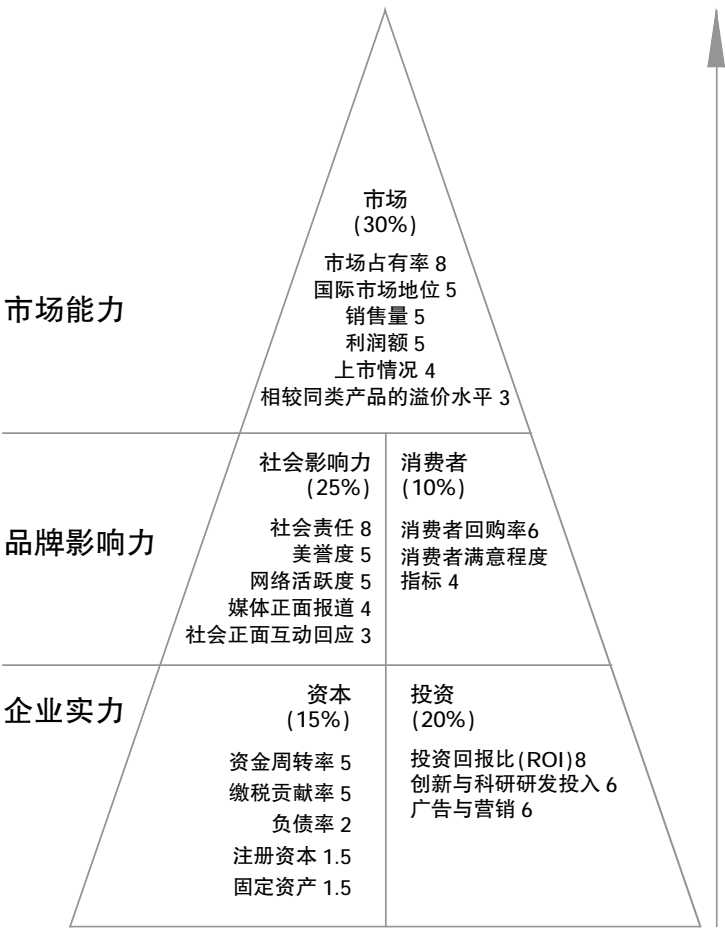 市场
(30%)
市场占有率 8
国际市场地位 5
销售量 5
利润额 5
上市情况 4
相较同类产品的溢价水平 3
市场能力
社会影响力
(25%)
社会责任 8
美誉度 5
网络活跃度 5
媒体正面报道 4
社会正面互动回应 3
消费者
(10%)
消费者回购率6
消费者满意程度
指标 4
品牌影响力
企业实力
资本
(15%)
资金周转率 5
缴税贡献率 5
负债率 2
注册资本 1.5
固定资产 1.5
投资
(20%)
投资回报比(ROI)8
创新与科研研发投入 6
广告与营销 6